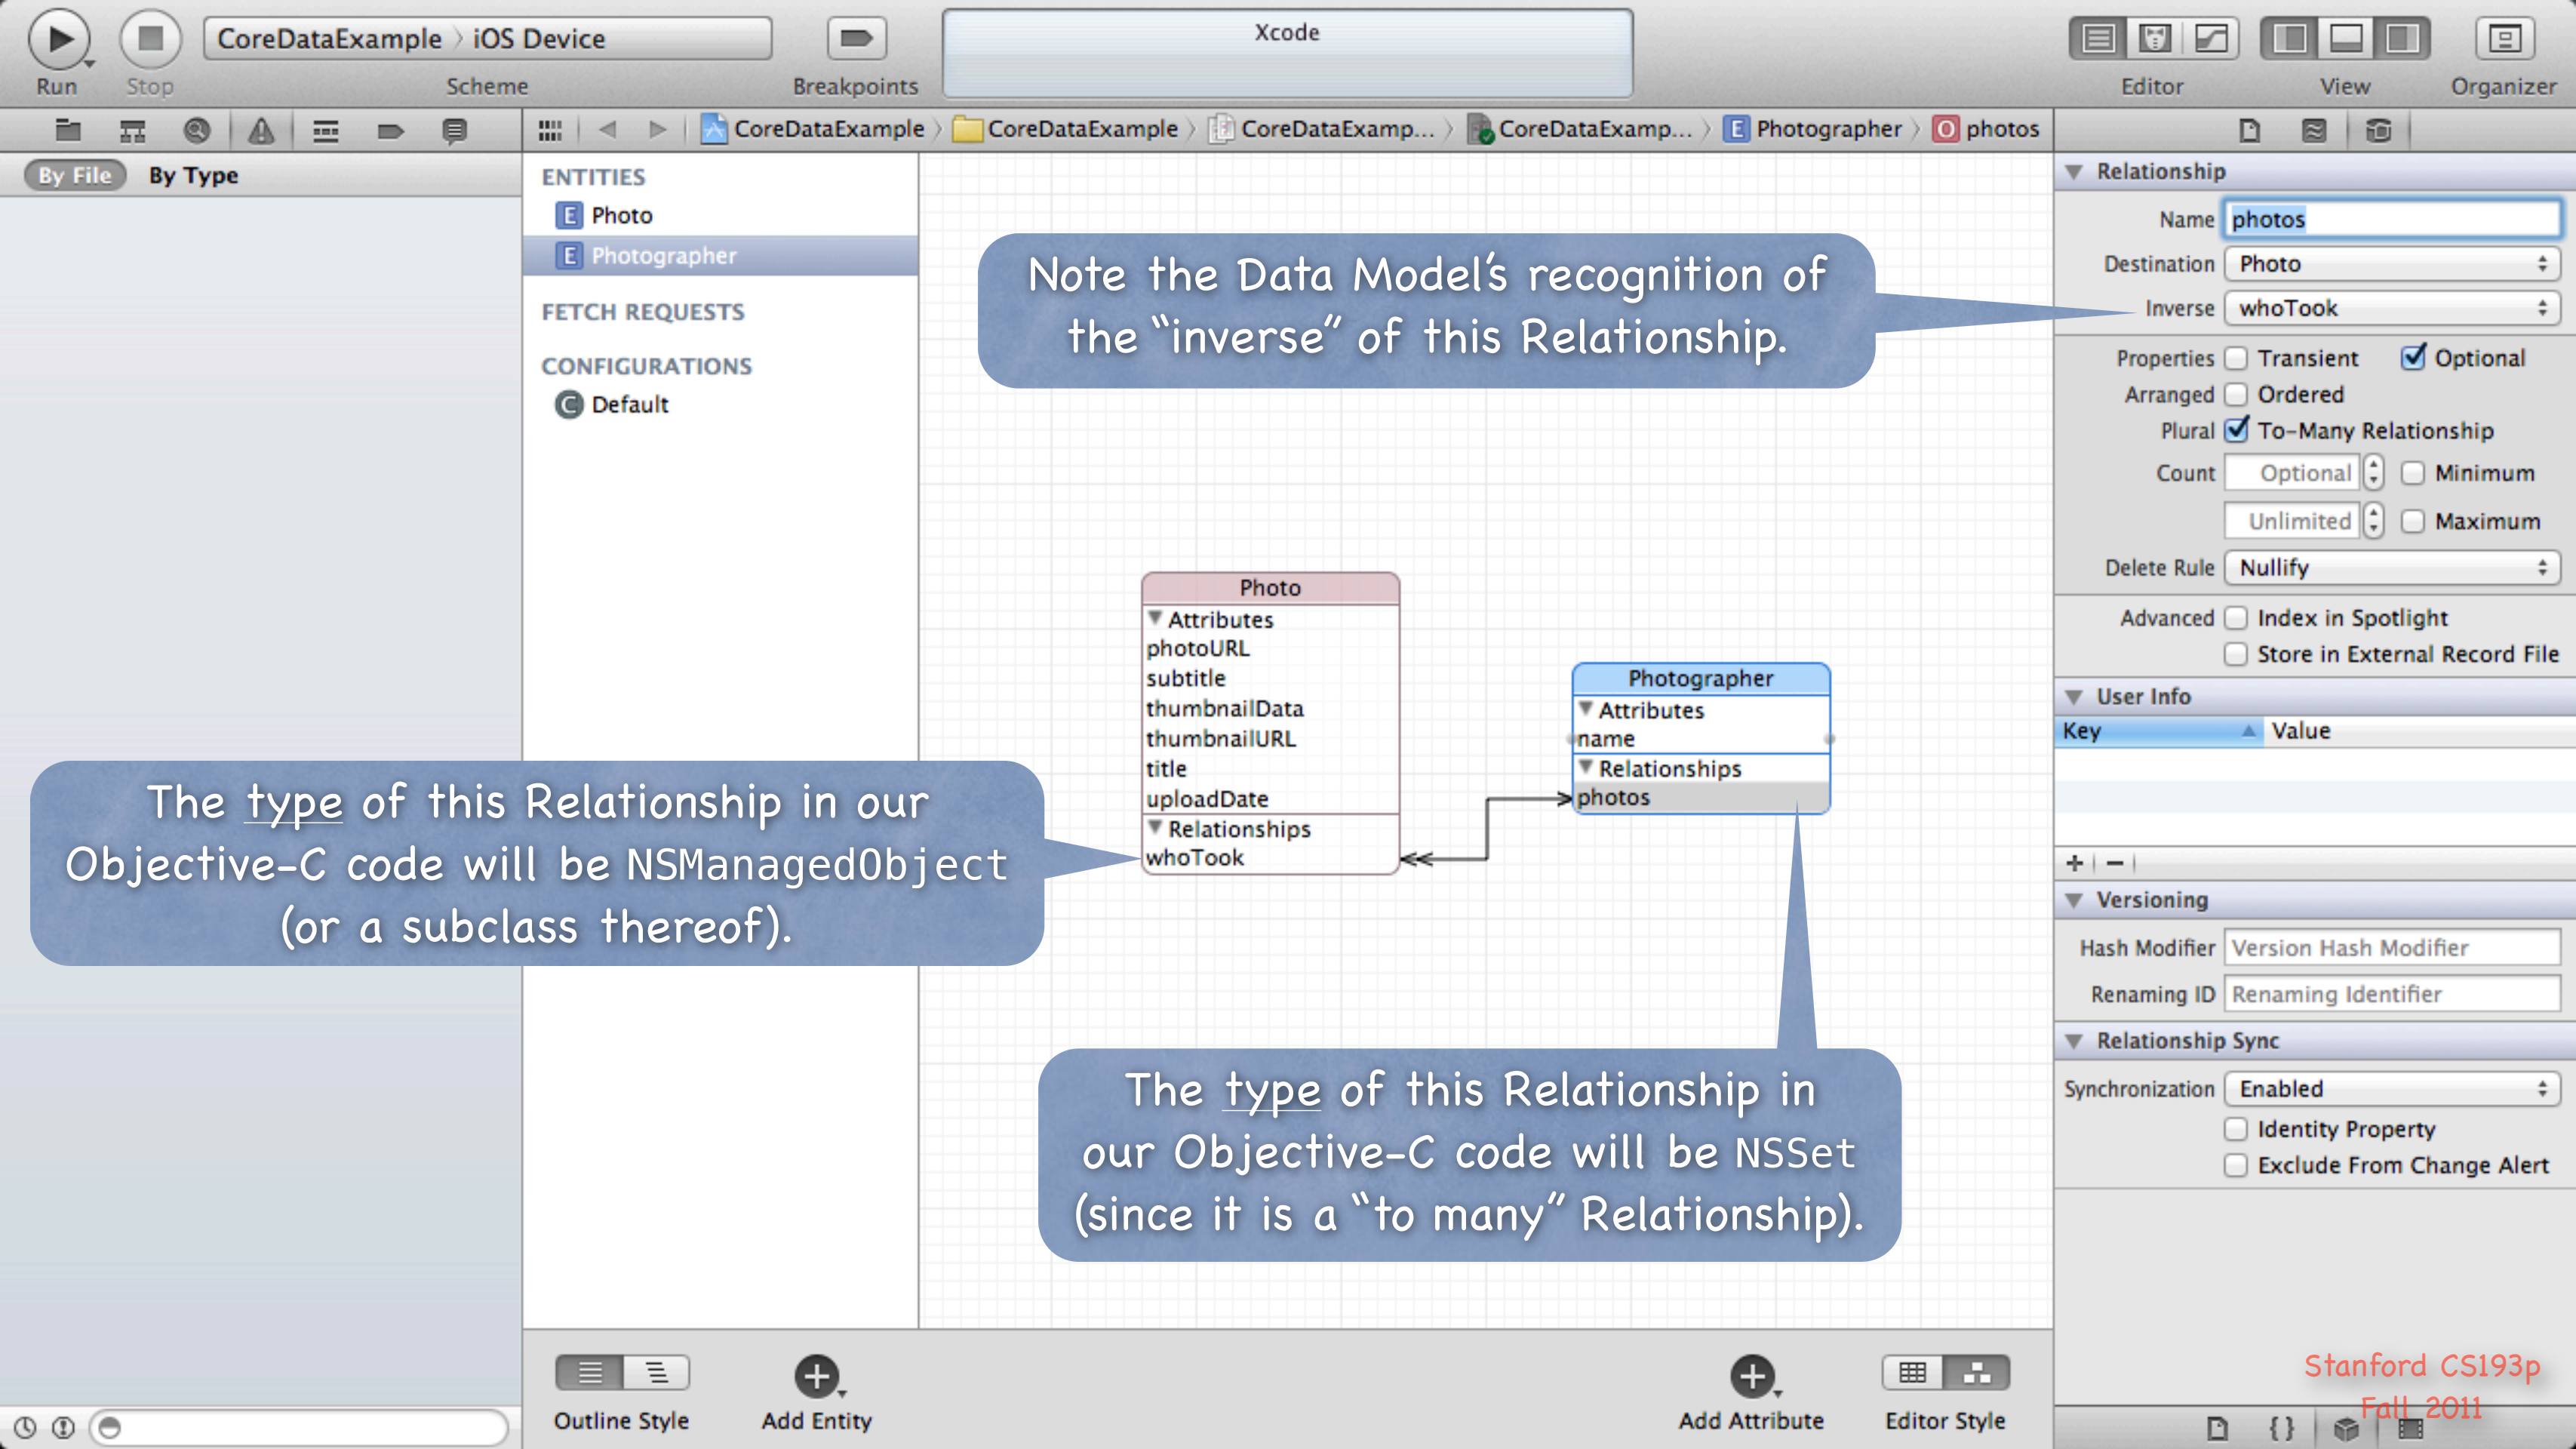 Xcode
CoreDataExample
iOS Device
Run
Stop
Scheme
Breakpoints
Editor
View
Organizer
CoreDataExample
CoreDataExample
CoreDataExamp...
CoreDataExamp...
E Photographer
O photos
By File
By Type
ENTITIES
E Photo
E Photographer
FETCH REQUESTS
CONFIGURATIONS
C Default
Note the Data Model's recognition of
the “inverse” of this Relationship.
Photo
Attributes
photoURL
subtitle
thumbnailData
thumbnailURL
title
uploadDate
Relationships
whoTook
Photographer
Attributes
name
Relationships
photos
The type of this Relationship in our
Objective-C code will be NSManagedObject
(or a subclass thereof).
The type of this Relationship in
our Objective-C code will be NSSet
(since it is a “to many” Relationship).
Outline Style
Add Entity
Add Attribute
Editor Style
Relationship
Name photos
Destination Photo
Inverse whoTook
Properties Transient Optional
Arranged Ordered
Plural To-Many Relationship
Count Optional Minimum
Unlimited Maximum
Delete Rule Nullify
Advanced Index in Spotlight
Store in External Record File
User Info
Key Value
+ −
Versioning
Hash Modifier Version Hash Modifier
Renaming ID Renaming Identifier
Relationship Sync
Synchronization Enabled
Identity Property
Exclude From Change Alert
Stanford CS193p
Fall 2011
{ }